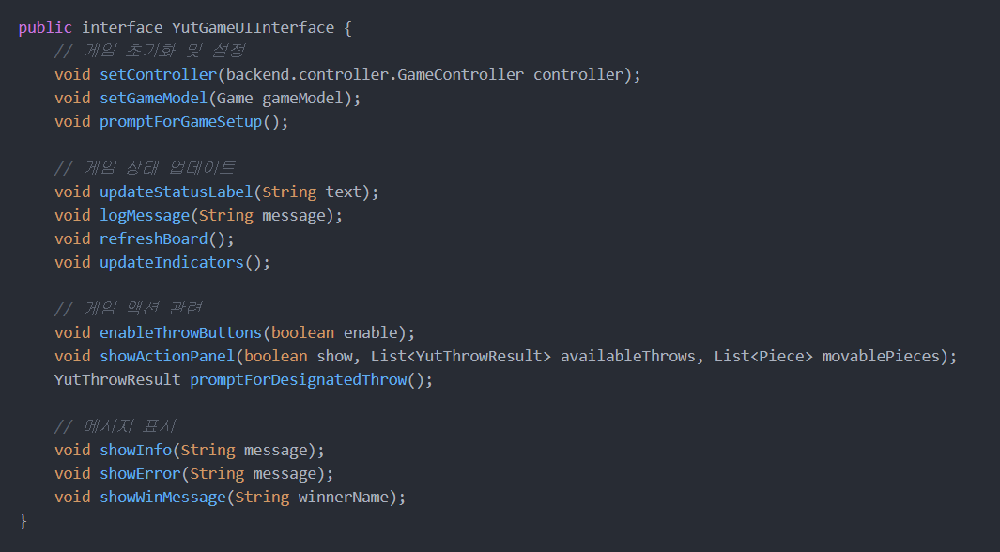 public interface YutGameUIInterface {
    // 게임 초기화 및 설정
    void setController(backend.controller.GameController controller);
    void setGameModel(Game gameModel);
    void promptForGameSetup();

    // 게임 상태 업데이트
    void updateStatusLabel(String text);
    void logMessage(String message);
    void refreshBoard();
    void updateIndicators();

    // 게임 액션 관련
    void enableThrowButtons(boolean enable);
    void showActionPanel(boolean show, List<YutThrowResult> availableThrows, List<Piece> movablePieces);
    YutThrowResult promptForDesignatedThrow();

    // 메시지 표시
    void showInfo(String message);
    void showError(String message);
    void showWinMessage(String winnerName);
}